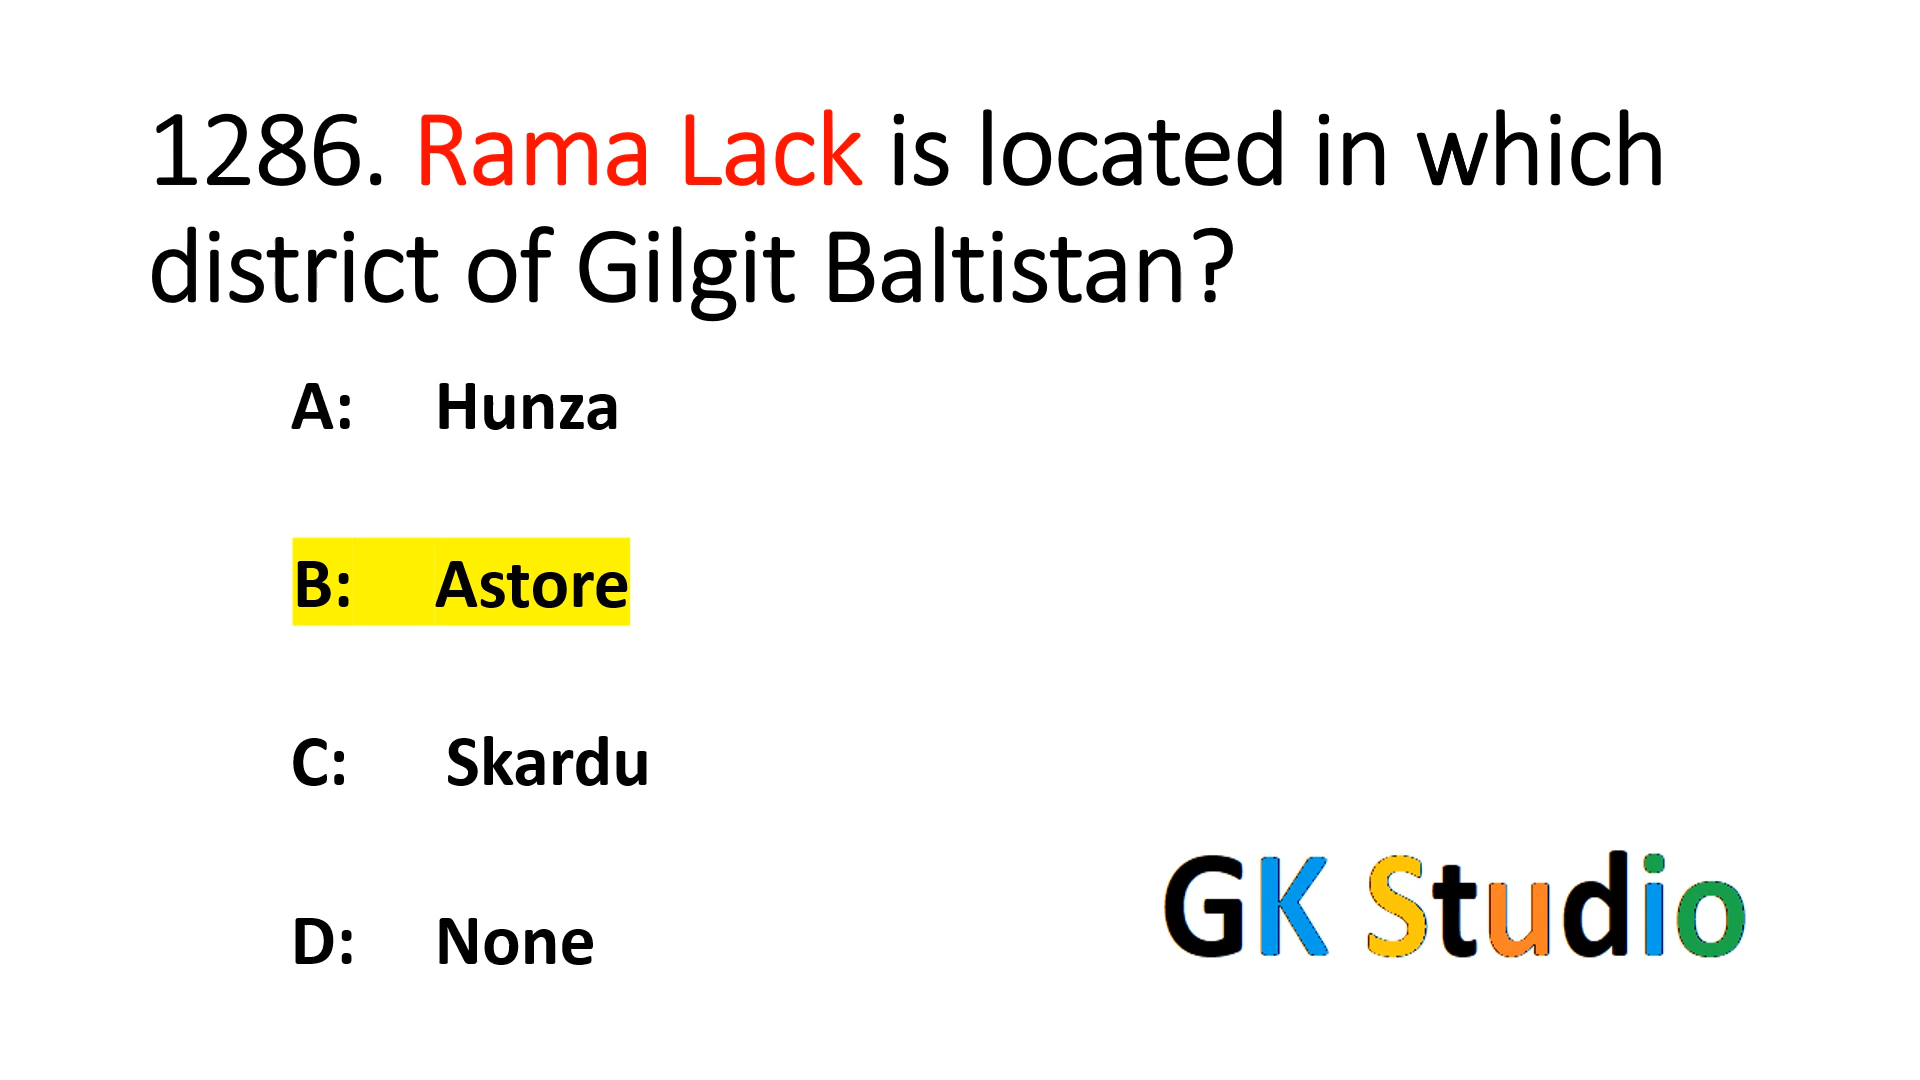 1286. Rama Lack is located in which
district of Gilgit Baltistan?
A: Hunza
B: Astore
C: Skardu
D: None
GK Studio